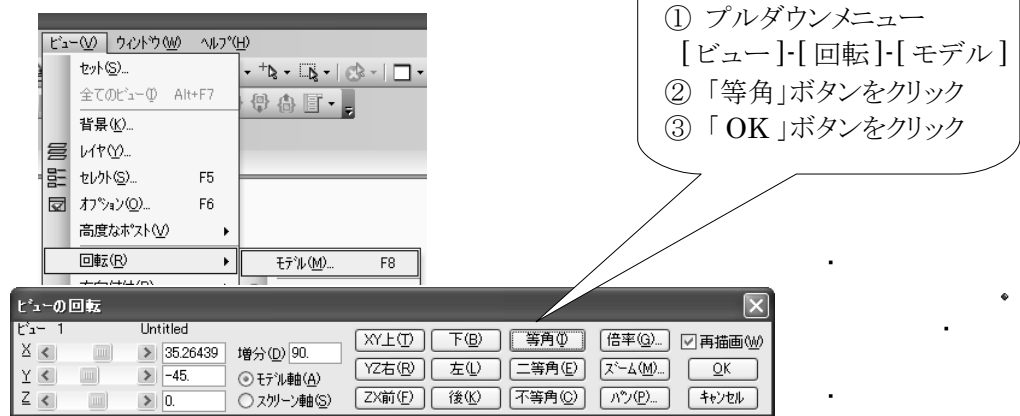 ① プルダウンメニュー
[ビュー]-[回転]-[モデル]
② 「等角」ボタンをクリック
③ 「OK」ボタンをクリック
ビュー(V) ウィンドウ(W) ヘルプ(H)
セット(S)...
全てのビュー(I) Alt+F7
背景(K)...
レイヤ(Y)...
セレクト(S)... F5
オプション(O)... F6
高度なポスト(V)
回転(R)
モデル(M)... F8
ビューの回転
ビュー 1 Untitled
X 35.26439 増分(D) 90.
Y -45. モデル軸(A)
Z 0. スクリーン軸(S)
XY上(T) 下(B) 等角(I) 倍率(G)... 再描画(W)
YZ右(R) 左(L) 二等角(E) ズーム(M)... OK
ZX前(F) 後(K) 不等角(C) パン(P)... キャンセル